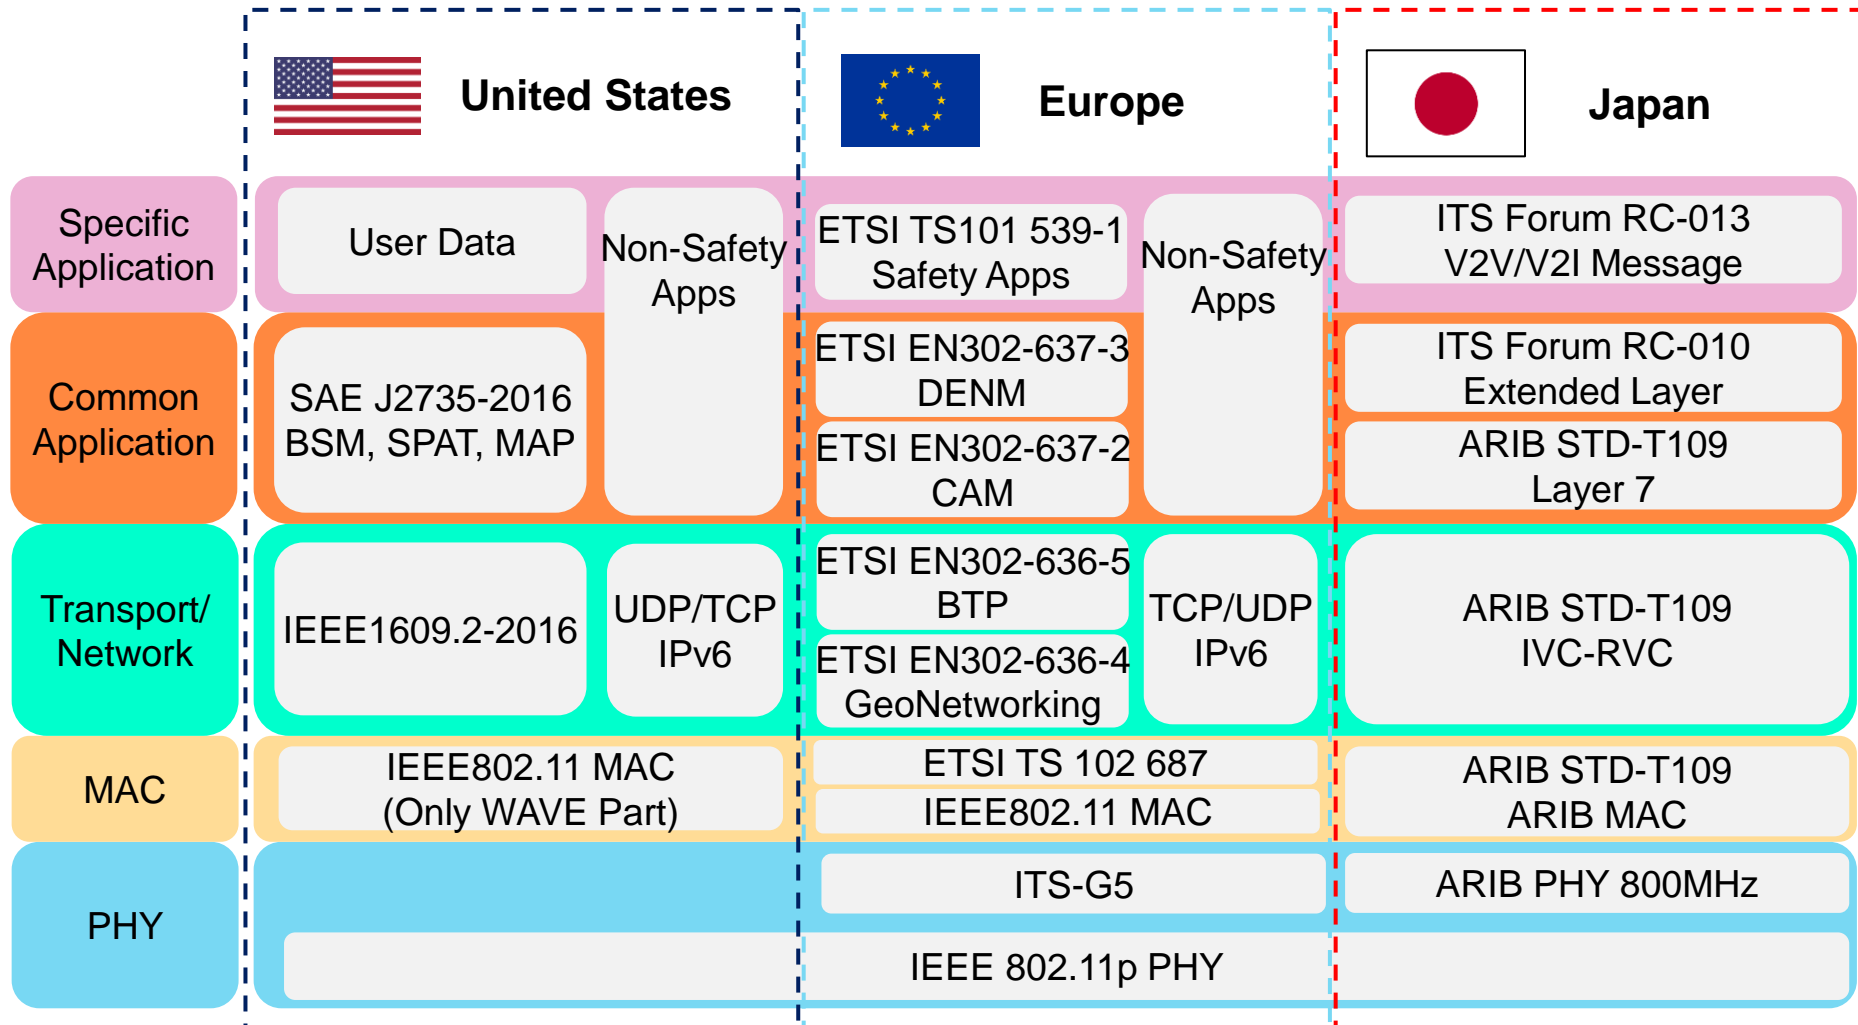 United States
Europe
Japan
Specific
Application
User Data
Non-Safety
Apps
ETSI TS101 539-1
Safety Apps
Non-Safety
Apps
ITS Forum RC-013
V2V/V2I Message
Common
Application
SAE J2735-2016
BSM, SPAT, MAP
ETSI EN302-637-3
DENM
ETSI EN302-637-2
CAM
ITS Forum RC-010
Extended Layer
ARIB STD-T109
Layer 7
Transport/
Network
IEEE1609.2-2016
UDP/TCP
IPv6
ETSI EN302-636-5
BTP
ETSI EN302-636-4
GeoNetworking
TCP/UDP
IPv6
ARIB STD-T109
IVC-RVC
MAC
IEEE802.11 MAC
(Only WAVE Part)
ETSI TS 102 687
IEEE802.11 MAC
ARIB STD-T109
ARIB MAC
PHY
ITS-G5
ARIB PHY 800MHz
IEEE 802.11p PHY